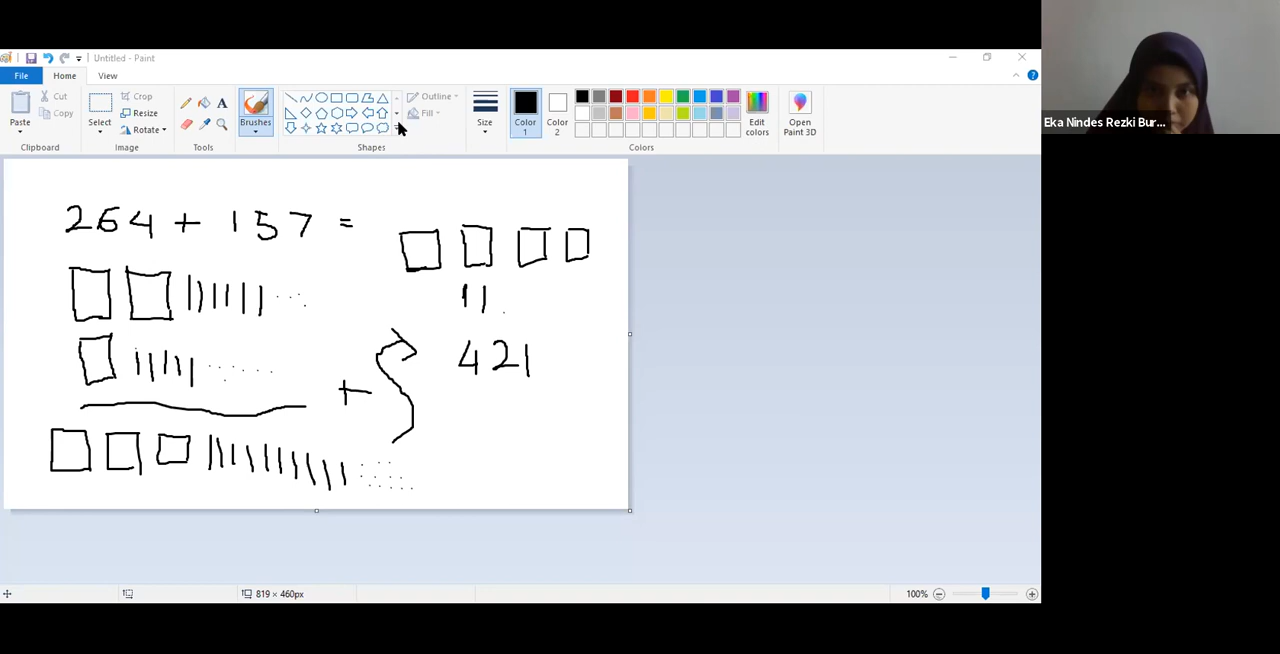 Untitled - Paint
File Home View
Paste
Cut
Copy
Clipboard
Select
Crop
Resize
Rotate
Image
Tools
Brushes
Outline
Fill
Shapes
Size
Color 1
Color 2
Edit colors
Colors
Open Paint 3D
Eka Nindes Rezki Bur...
264 + 157 =
+
421
819 × 460px
100%